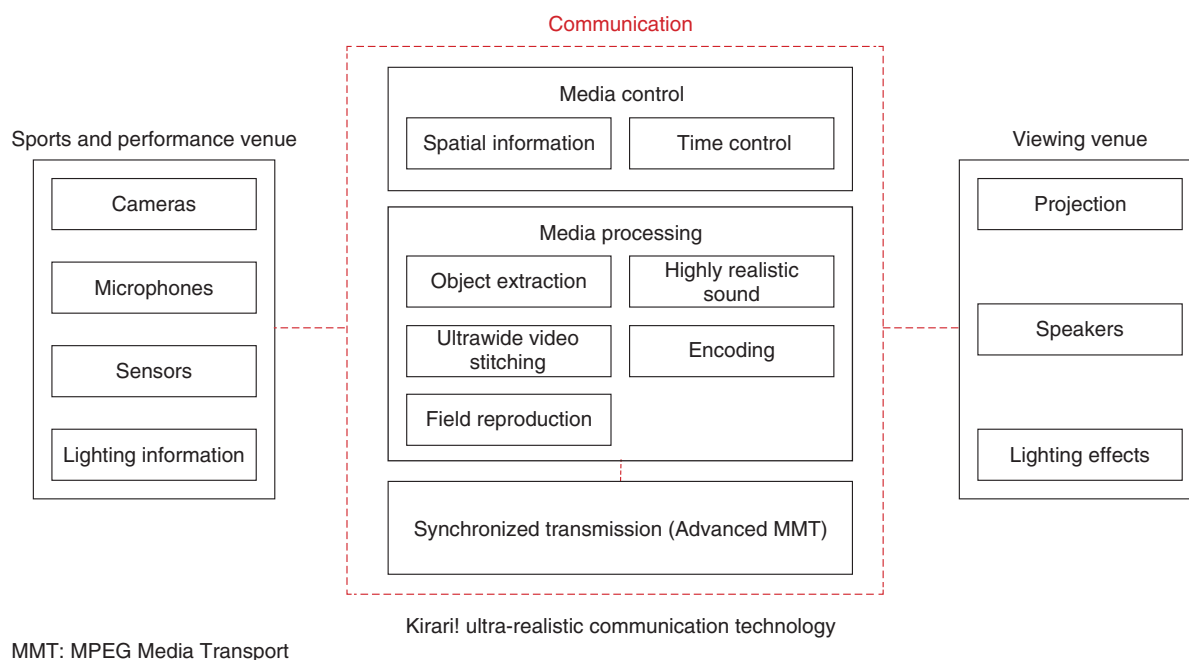 Communication
Sports and performance venue
Cameras
Microphones
Sensors
Lighting information
Media control
Spatial information
Time control
Media processing
Object extraction
Highly realistic
sound
Ultrawide video
stitching
Encoding
Field reproduction
Synchronized transmission (Advanced MMT)
Viewing venue
Projection
Speakers
Lighting effects
Kirari! ultra-realistic communication technology
MMT: MPEG Media Transport